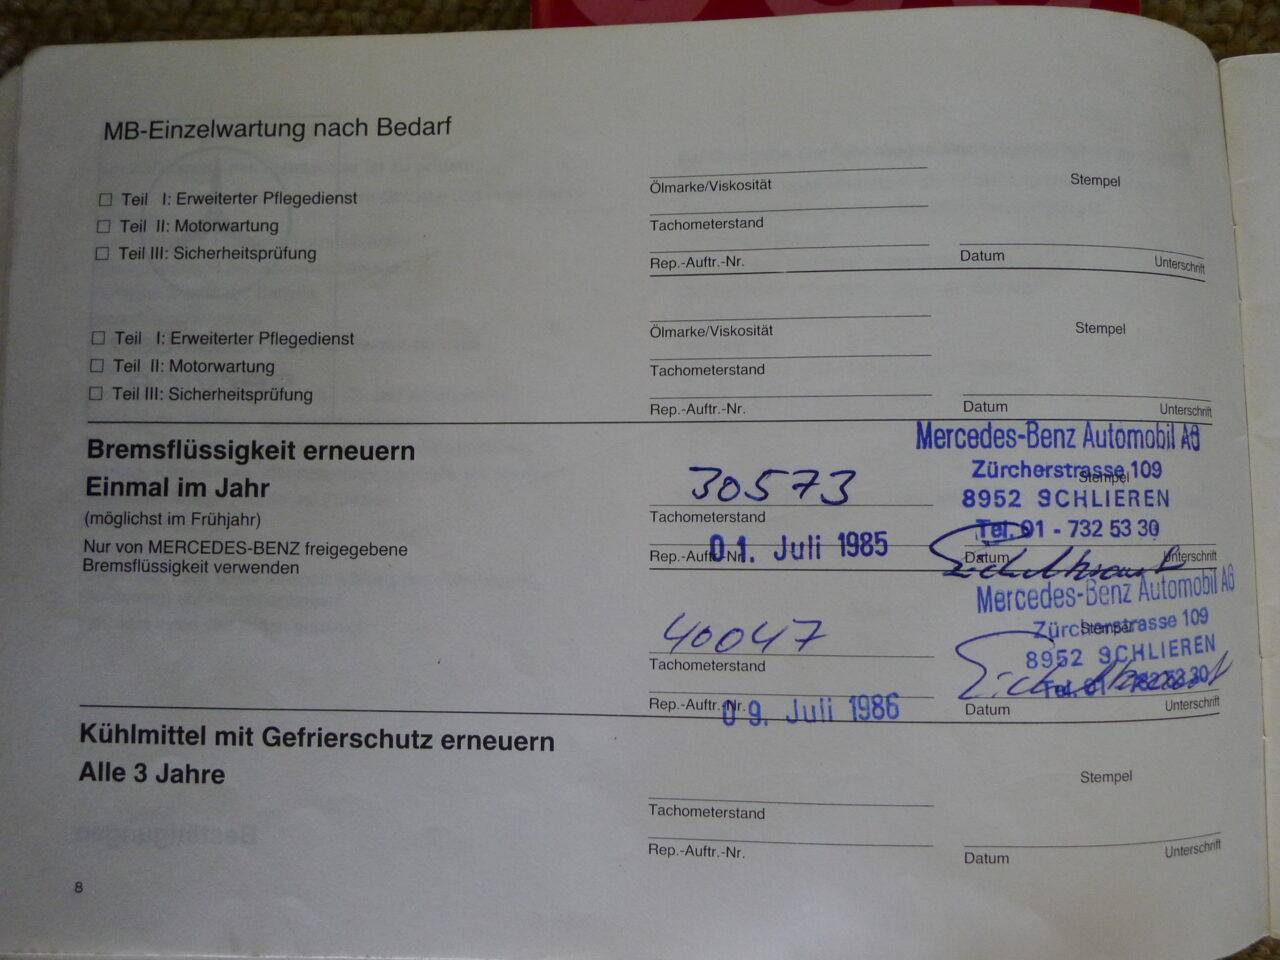 MB-Einzelwartung nach Bedarf
☐ Teil I: Erweiterter Pflegedienst
☐ Teil II: Motorwartung
☐ Teil III: Sicherheitsprüfung
Ölmarke/Viskosität
Tachometerstand
Rep.-Auftr.-Nr.
Stempel
Datum Unterschrift
☐ Teil I: Erweiterter Pflegedienst
☐ Teil II: Motorwartung
☐ Teil III: Sicherheitsprüfung
Ölmarke/Viskosität
Tachometerstand
Rep.-Auftr.-Nr.
Stempel
Datum Unterschrift
Bremsflüssigkeit erneuern
Einmal im Jahr
(möglichst im Frühjahr)
Nur von MERCEDES-BENZ freigegebene
Bremsflüssigkeit verwenden
30573
Tachometerstand
Rep.-Auftr.-Nr.
01. Juli 1985
Mercedes-Benz Automobil AG
Zürcherstrasse 109
Stempel
8952 SCHLIEREN
Tel. 01 - 732 53 30
Datum Unterschrift
40047
Tachometerstand
Rep.-Auftr.-Nr.
09. Juli 1986
Mercedes-Benz Automobil AG
Zürcherstrasse 109
Stempel
8952 SCHLIEREN
Tel. 01 - 732 53 30
Datum Unterschrift
Kühlmittel mit Gefrierschutz erneuern
Alle 3 Jahre
Tachometerstand
Rep.-Auftr.-Nr.
Stempel
Datum Unterschrift
8